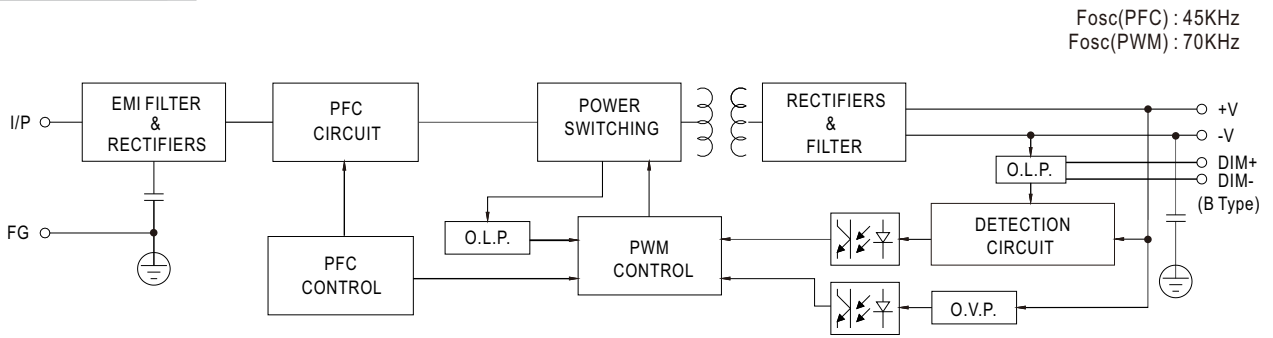 Fosc(PFC) : 45KHz
Fosc(PWM) : 70KHz
I/P
EMI FILTER
&
RECTIFIERS
PFC
CIRCUIT
POWER
SWITCHING
RECTIFIERS
&
FILTER
+V
-V
O.L.P.
DIM+
DIM-
(B Type)
FG
O.L.P.
PFC
CONTROL
PWM
CONTROL
DETECTION
CIRCUIT
O.V.P.